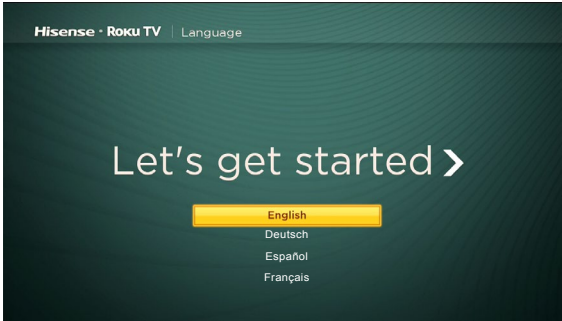 Hisense • ROKU TV | Language
Let's get started >
English
Deutsch
Español
Français